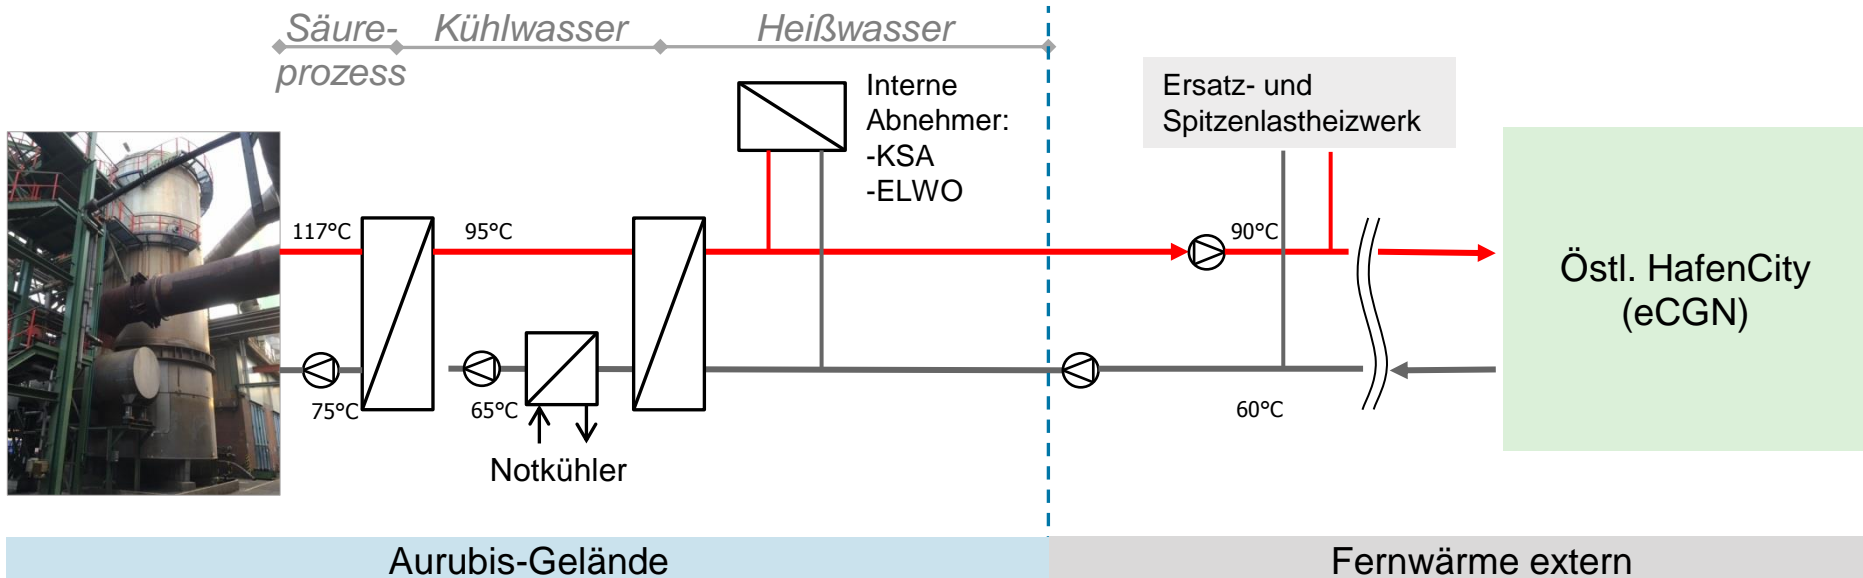 Säure-
prozess
Kühlwasser
Heißwasser
Interne
Abnehmer:
-KSA
-ELWO
Ersatz- und
Spitzenlastheizwerk
117°C
95°C
90°C
Östl. HafenCity
(eCGN)
75°C
65°C
60°C
Notkühler
Aurubis-Gelände
Fernwärme extern